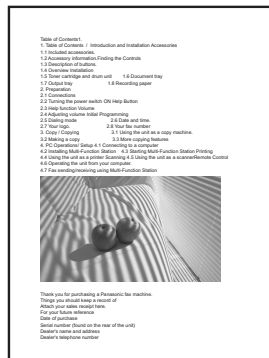 Table of Contents1.
1. Table of Contents / Introduction and Installation Accessories
1.1 Included accessories.
1.2 Accessory information.Finding the Controls
1.3 Description of buttons
1.4 Overview Installation
1.5 Toner cartridge and drum unit 1.6 Document tray
1.7 Output tray 1.8 Recording paper
2. Preparation
2.1 Connections
2.2 Turning the power switch ON Help Button
2.3 Help function Volume
2.4 Adjusting volume Initial Programming
2.5 Dialing mode 2.6 Date and time.
2.7 Your logo. 2.8 Your fax number
3. Copy / Copying 3.1 Using the unit as a copy machine.
3.2 Making a copy 3.3 More copying features
4. PC Operations/ Setup 4.1 Connecting to a computer
4.2 Installing Multi-Function Station 4.3 Starting Multi-Function Station Printing
4.4 Using the unit as a printer Scanning 4.5 Using the unit as a scannerRemote Control
4.6 Operating the unit from your computer.
4.7 Fax sending/receiving using Multi-Function Station
Thank you for purchasing a Panasonic fax machine.
Things you should keep a record of
Attach your sales receipt here.
For your future reference
Date of purchase
Serial number (found on the rear of the unit)
Dealer's name and address
Dealer's telephone number